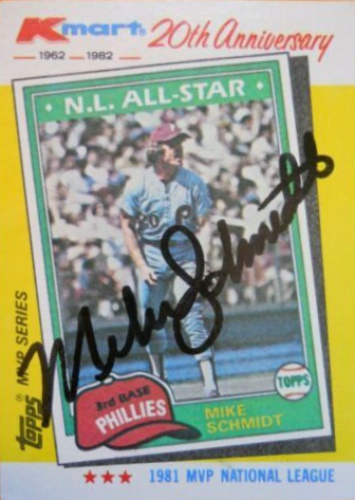 Kmart® 20th Anniversary
1962 1982
N.L. ALL-STAR
20
P
Mike Schmidt
3rd BASE
PHILLIES
MIKE
SCHMIDT
TOPPS
Topps® MVP SERIES
★★★ 1981 MVP NATIONAL LEAGUE